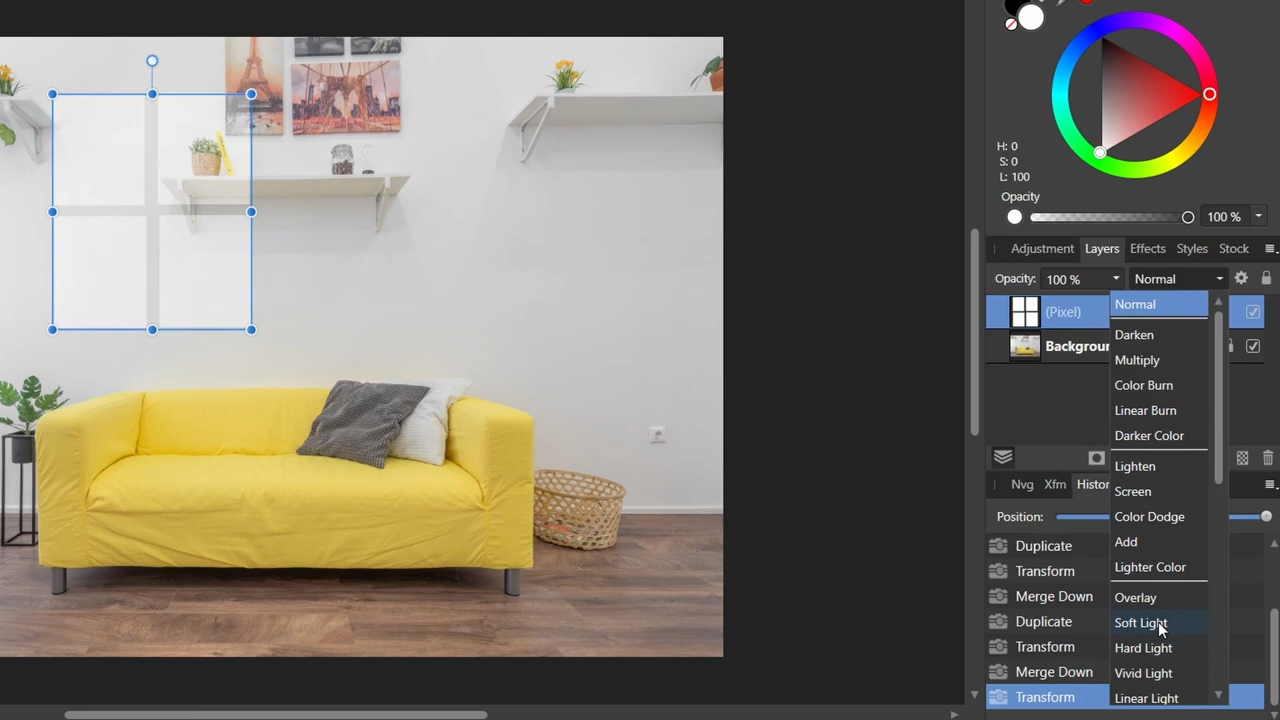 H: 0
S: 0
L: 100
Opacity
100 %
Adjustment Layers Effects Styles Stock
Opacity: 100 % Normal
(Pixel)
Normal
Darken
Backgrour
Multiply
Color Burn
Linear Burn
Darker Color
Lighten
Nvg Xfm Histor
Screen
Position:
Color Dodge
Add
Duplicate
Lighter Color
Transform
Overlay
Merge Down
Soft Light
Duplicate
Hard Light
Transform
Vivid Light
Merge Down
Linear Light
Transform